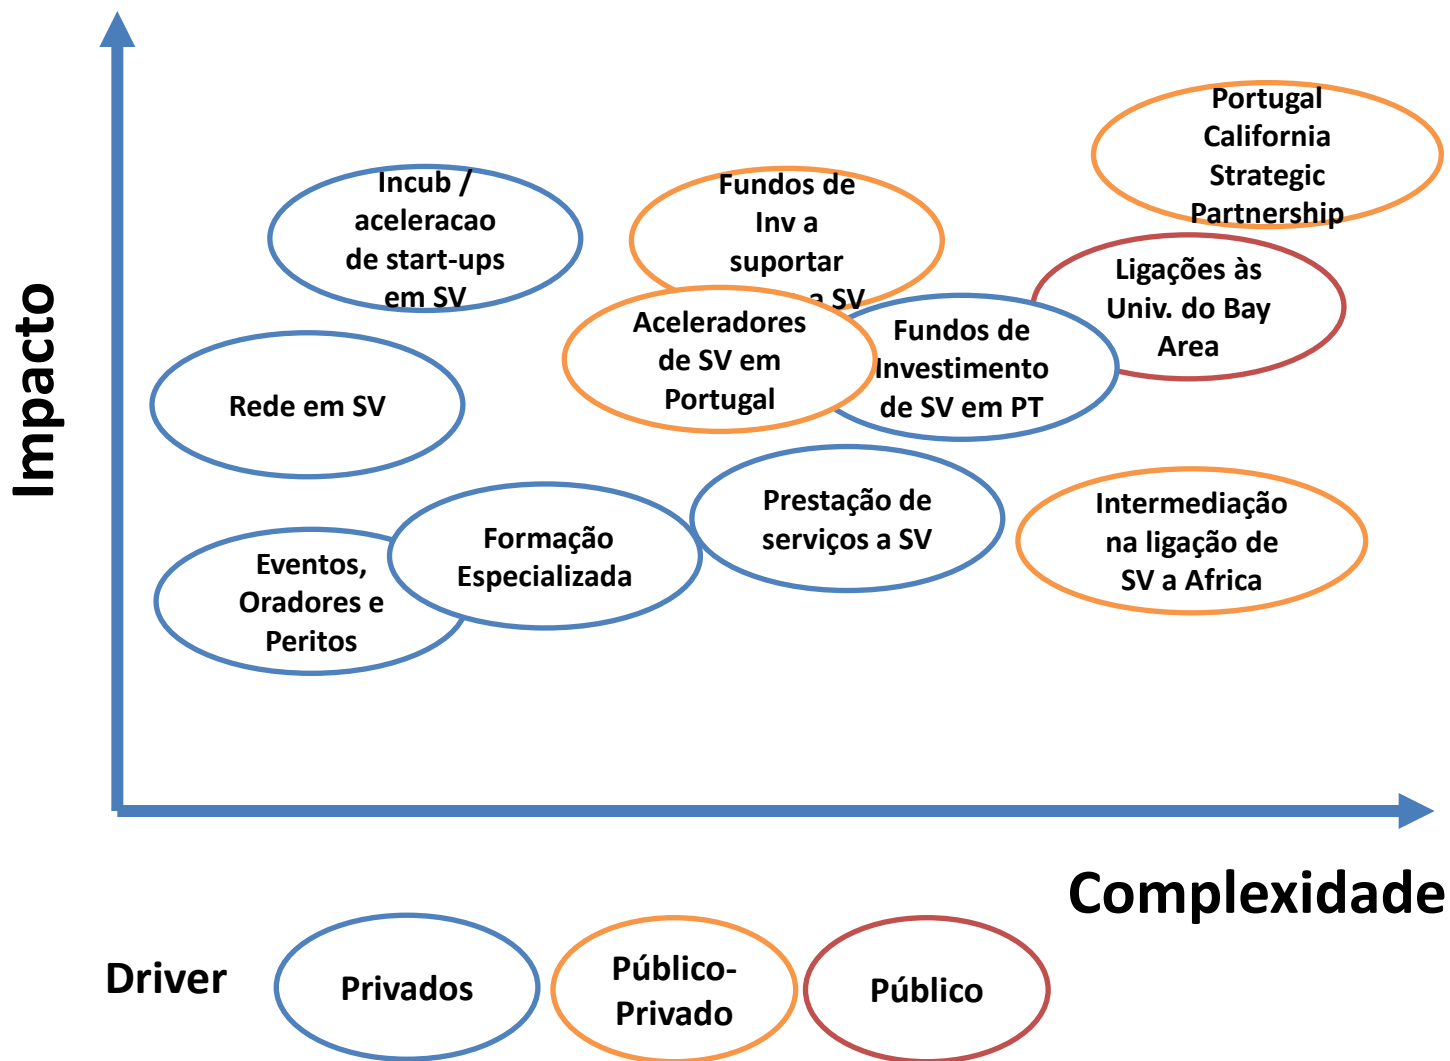 Impacto
Portugal
California
Strategic
Partnership
Incub /
aceleracao
de start-ups
em SV
Fundos de
Inv a
suportar
a SV
Ligações às
Univ. do Bay
Area
Aceleradores
de SV em
Portugal
Fundos de
Investimento
de SV em PT
Rede em SV
Prestação de
serviços a SV
Intermediação
na ligação de
SV a Africa
Formação
Especializada
Eventos,
Oradores e
Peritos
Complexidade
Driver
Privados
Público-
Privado
Público